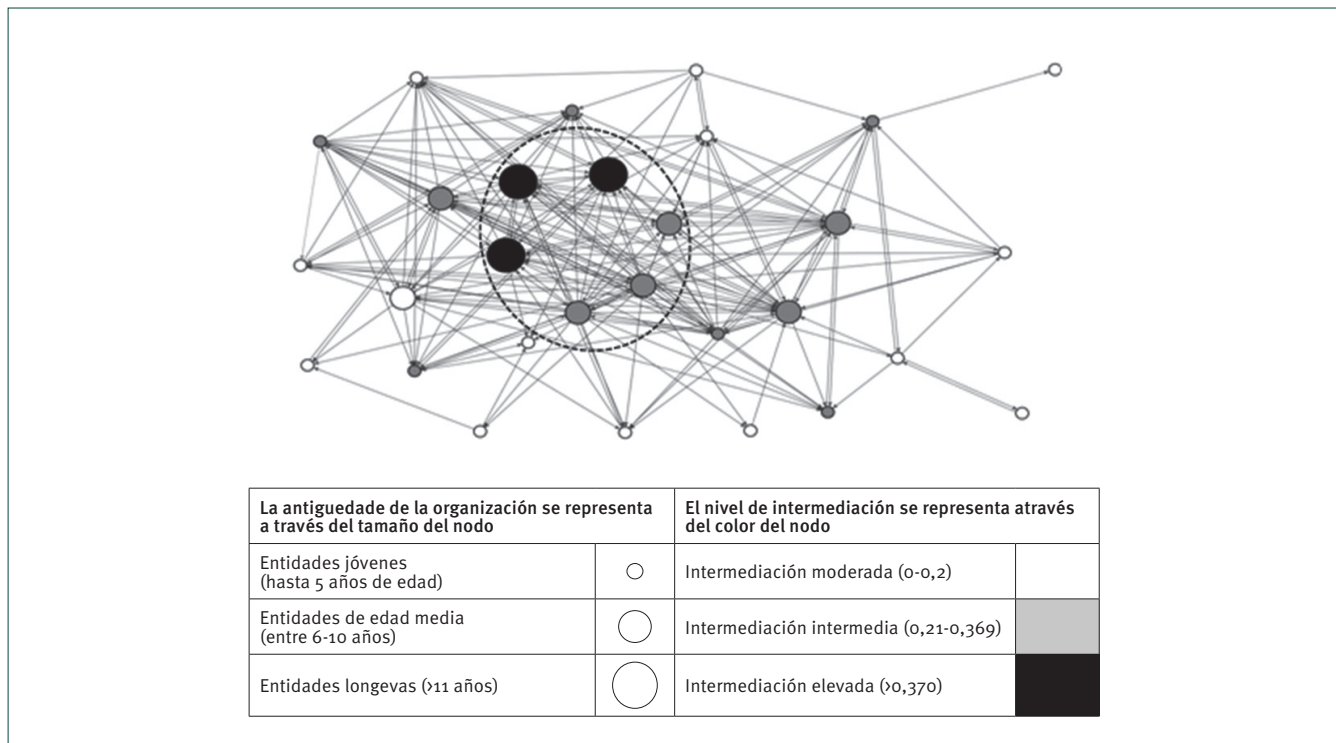 La antiguedade de la organización se representa
a través del tamaño del nodo
El nivel de intermediación se representa através
del color del nodo
Entidades jóvenes
(hasta 5 años de edad)
Intermediación moderada (0-0,2)
Entidades de edad media
(entre 6-10 años)
Intermediación intermedia (0,21-0,369)
Entidades longevas (>11 años)
Intermediación elevada (>0,370)